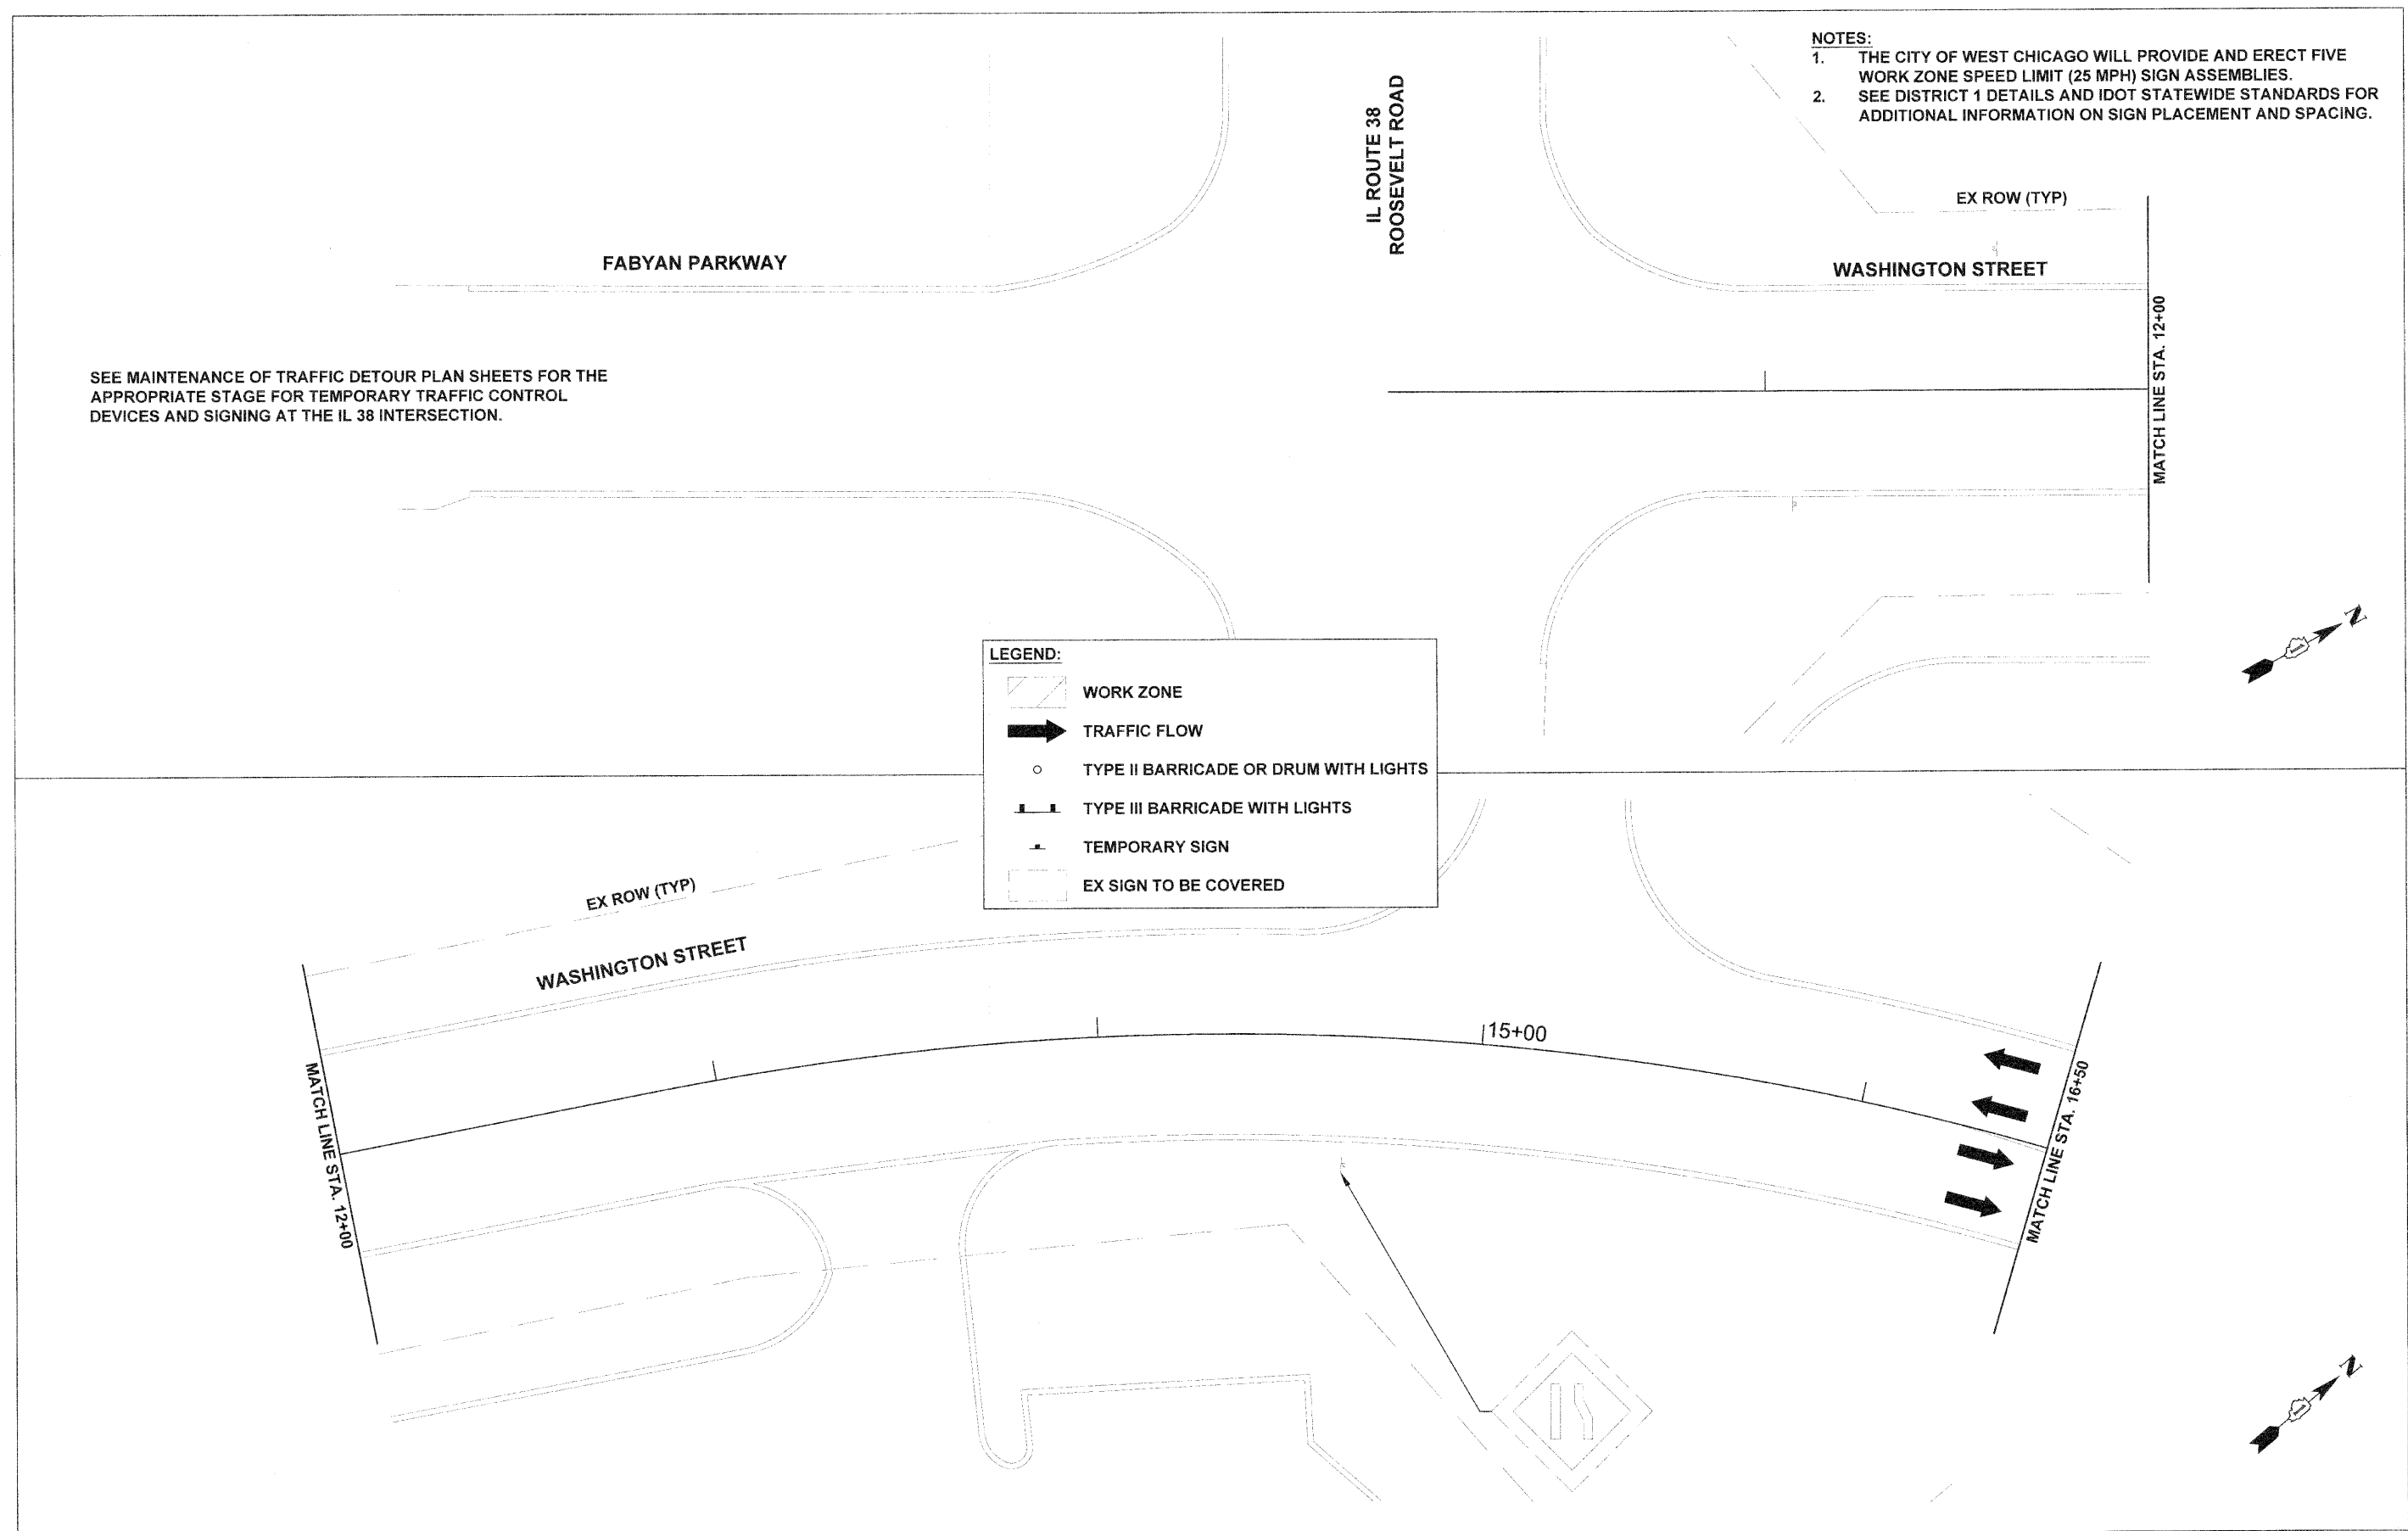 NOTES:
1. THE CITY OF WEST CHICAGO WILL PROVIDE AND ERECT FIVE
WORK ZONE SPEED LIMIT (25 MPH) SIGN ASSEMBLIES.
2. SEE DISTRICT 1 DETAILS AND IDOT STATEWIDE STANDARDS FOR
ADDITIONAL INFORMATION ON SIGN PLACEMENT AND SPACING.
IL ROUTE 38
ROOSEVELT ROAD
EX ROW (TYP)
FABYAN PARKWAY
WASHINGTON STREET
MATCH LINE STA. 12+00
SEE MAINTENANCE OF TRAFFIC DETOUR PLAN SHEETS FOR THE
APPROPRIATE STAGE FOR TEMPORARY TRAFFIC CONTROL
DEVICES AND SIGNING AT THE IL 38 INTERSECTION.
N
LEGEND:
WORK ZONE
TRAFFIC FLOW
TYPE II BARRICADE OR DRUM WITH LIGHTS
TYPE III BARRICADE WITH LIGHTS
TEMPORARY SIGN
EX SIGN TO BE COVERED
EX ROW (TYP)
WASHINGTON STREET
15+00
MATCH LINE STA. 12+00
MATCH LINE STA. 16+50
N